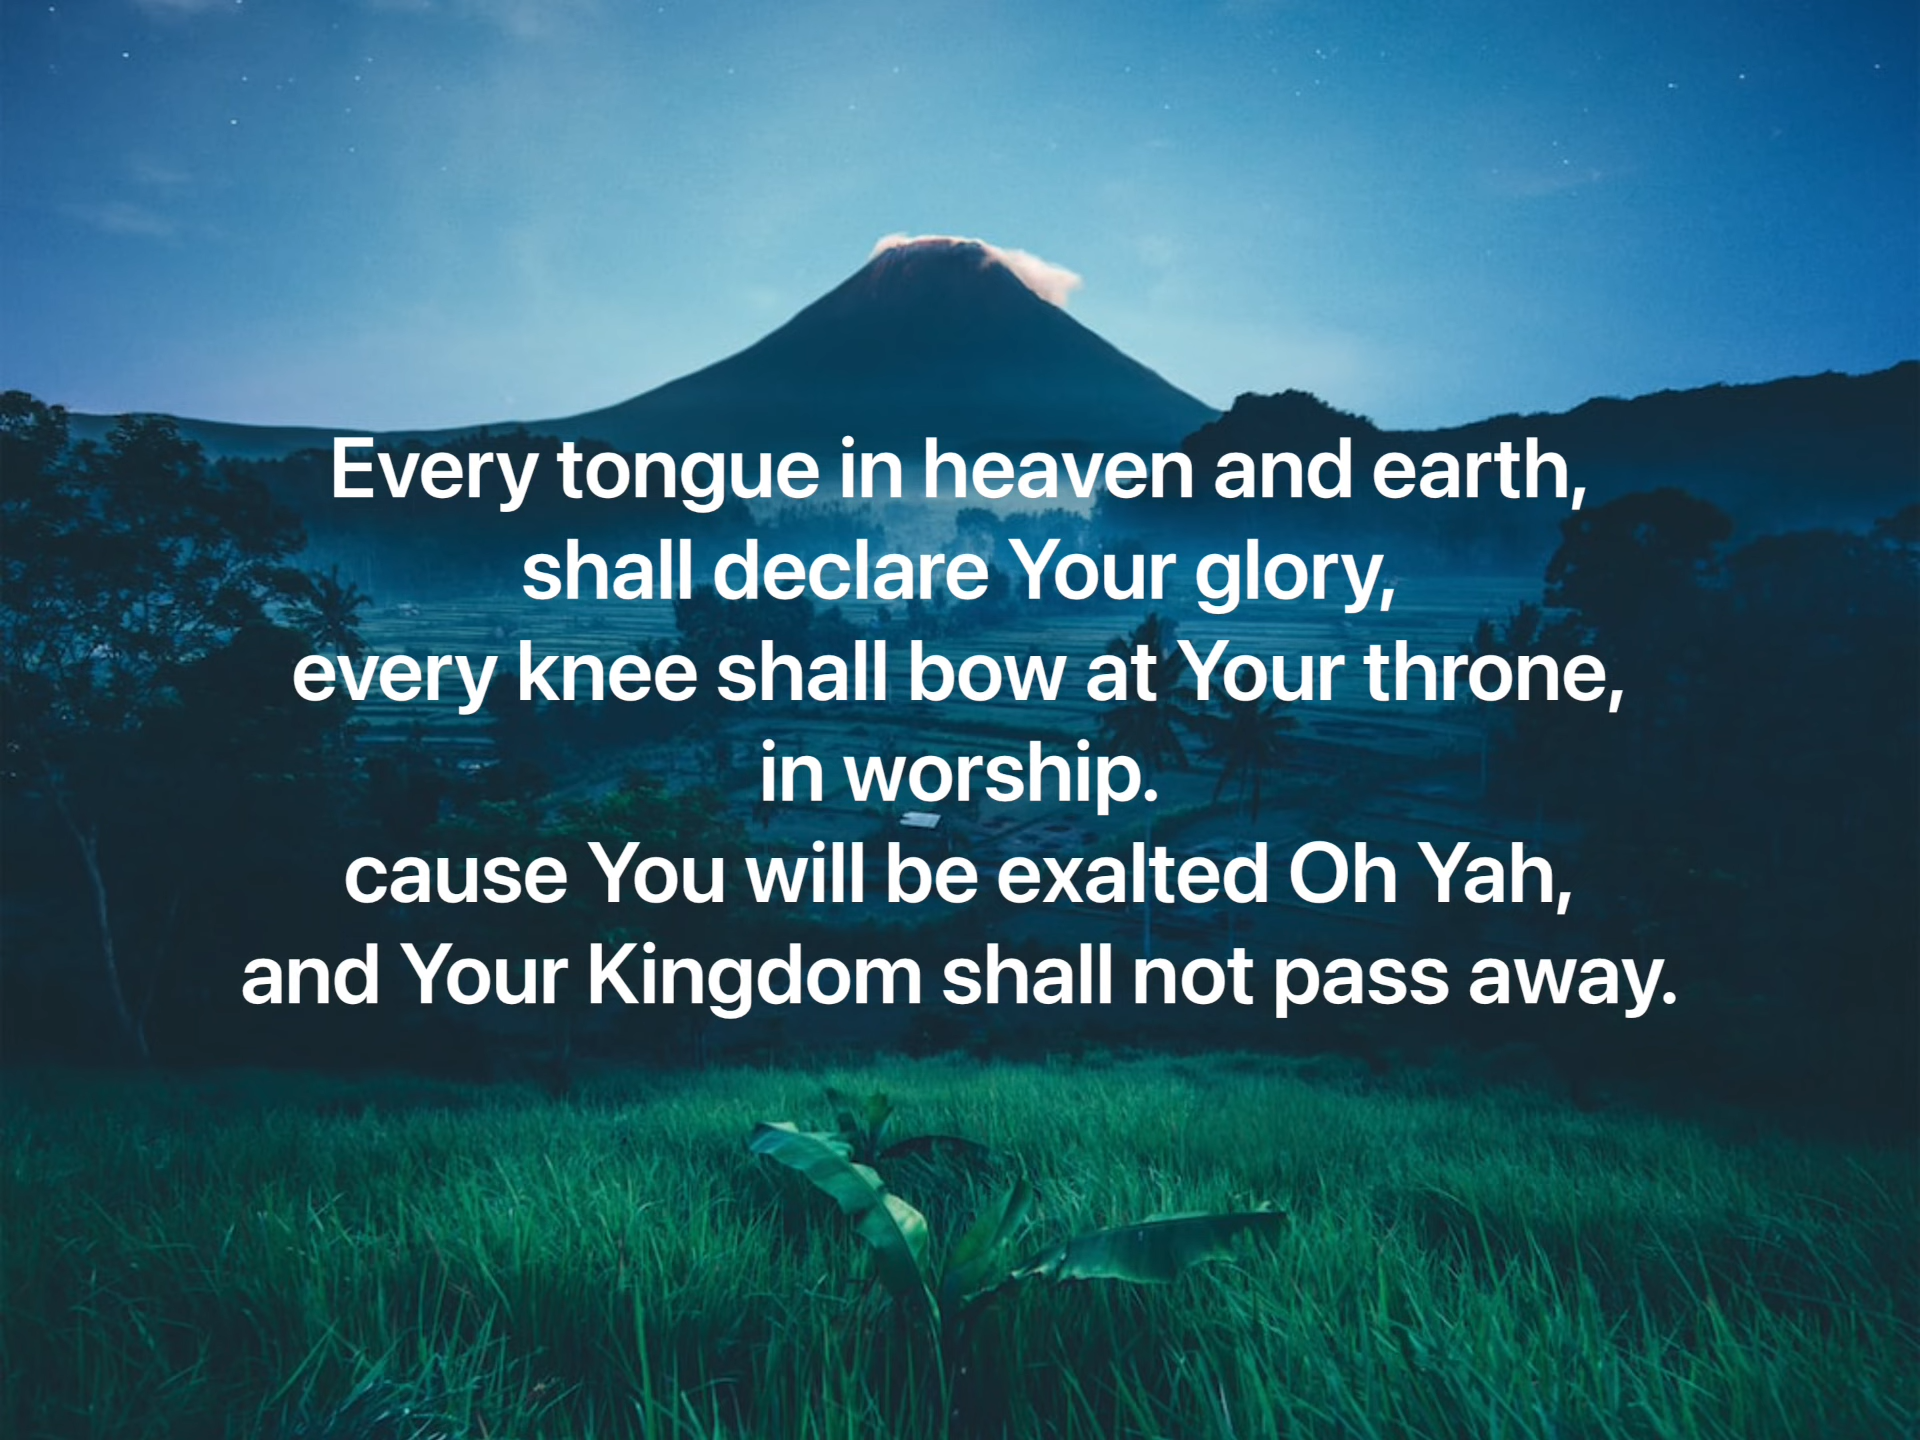 Every tongue in heaven and earth,
shall declare Your glory,
every knee shall bow at Your throne,
in worship.
cause You will be exalted Oh Yah,
and Your Kingdom shall not pass away.